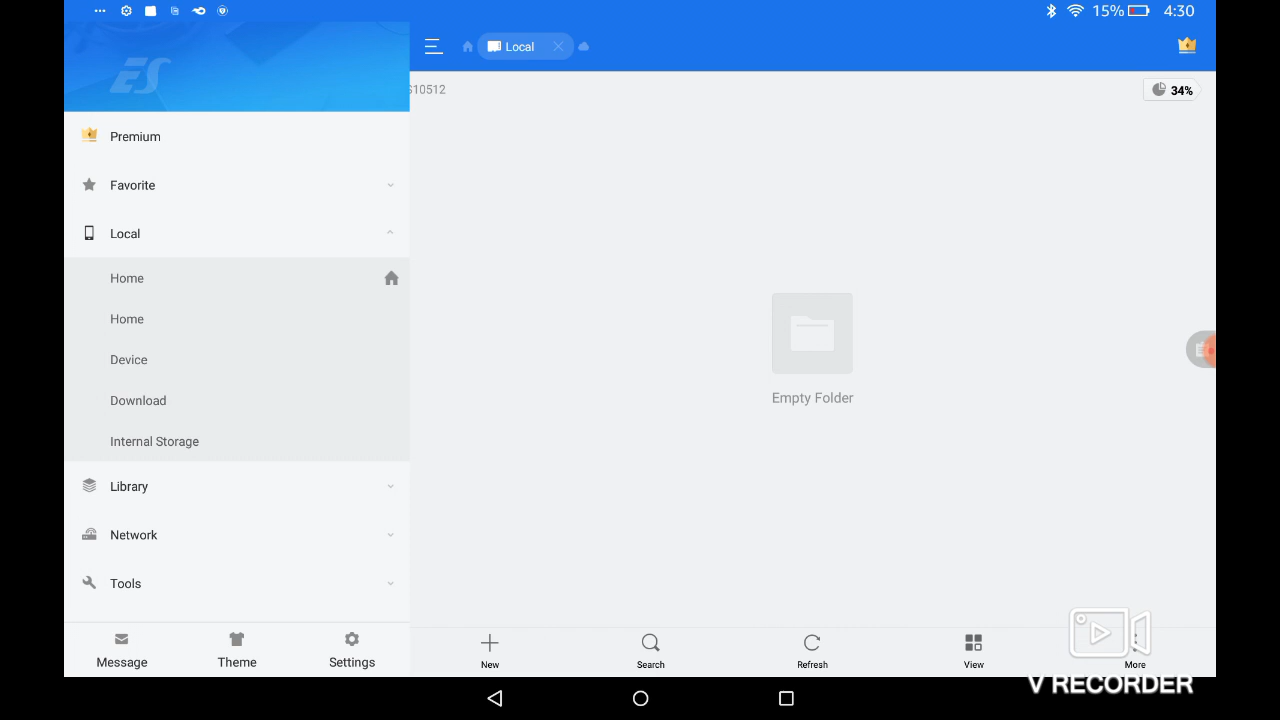 15% 4:30
ES
Local
S10512
34%
Premium
Favorite
Local
Home
Home
Device
Download
Internal Storage
Library
Network
Tools
Empty Folder
Message
Theme
Settings
New
Search
Refresh
View
More
V RECORDER